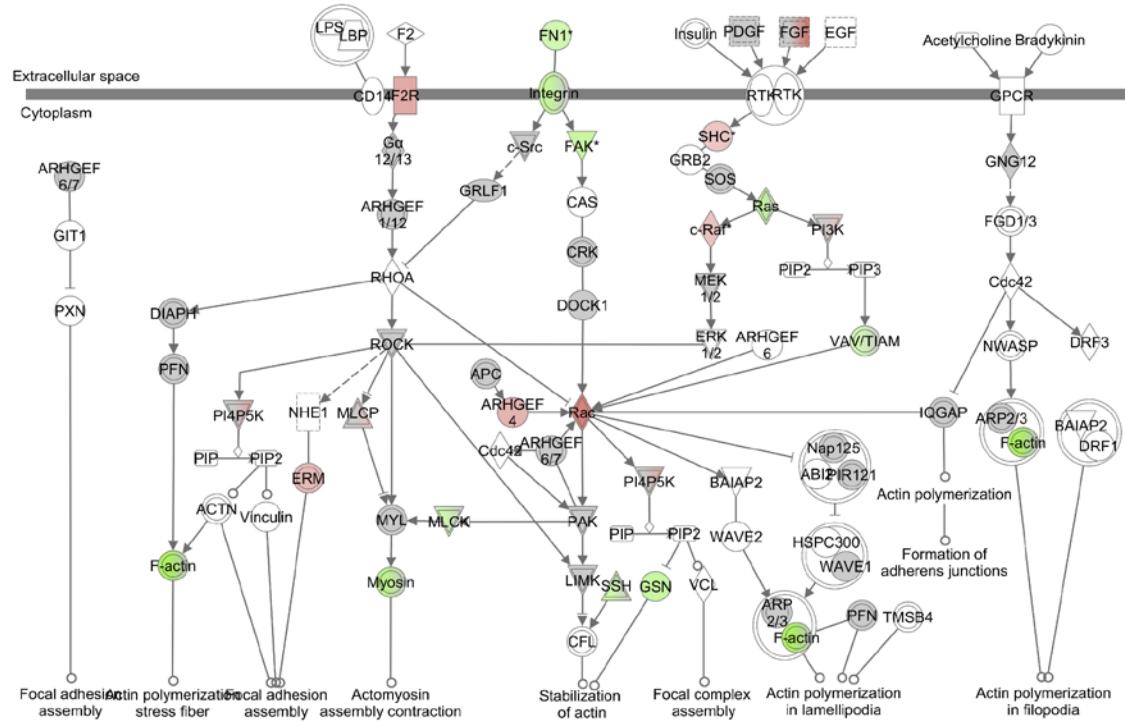 LPS
LBP
F2
FN1*
Insulin
PDGF
FGF
EGF
Acetylcholine
Bradykinin
Extracellular space
CD14
F2R
Integrin
RTK
RTK
GPCR
Cytoplasm
ARHGEF
6/7
Gα
12/13
c-Src
FAK*
SHC*
GRB2
SOS
GNG12
GRLF1
ARHGEF
1/12
CAS
Ras
c-Raf*
PI3K
FGD1/3
GIT1
CRK
RHOA
MEK
1/2
PIP2
PIP3
Cdc42
PXN
DIAPH
DOCK1
ROCK
ERK
1/2
ARHGEF
6
VAV/TIAM
NWASP
DRF3
PFN
APC
PI4P5K
NHE1
MLCP
ARHGEF
4
Rac
IQGAP
ARP2/3
F-actin
BAIAP2
DRF1
Cdc42
ARHGEF
6/7
Nap125
ABI2
PIR121
PIP
PIP2
ERM
PI4P5K
BAIAP2
Actin polymerization
ACTN
Vinculin
MYL
MLCK
PAK
PIP
PIP2
WAVE2
HSPC300
WAVE1
Formation of
adherens junctions
F-actin
Myosin
LIMK
SSH
GSN
VCL
ARP
2/3
F-actin
PFN
TMSB4
CFL
Focal adhesion
assembly
Actin polymerization
stress fiber
Focal adhesion
assembly
Actomyosin
assembly contraction
Stabilization
of actin
Focal complex
assembly
Actin polymerization
in lamellipodia
Actin polymerization
in filopodia